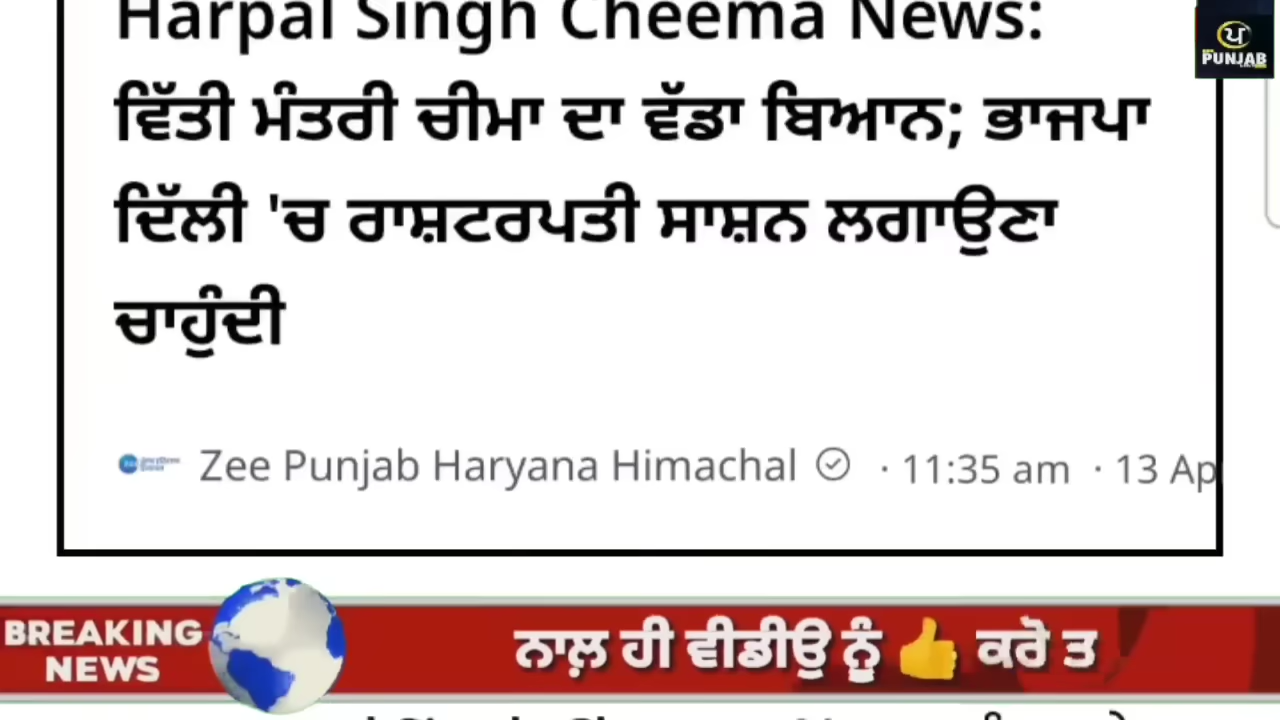 Harpal Singh Cheema News:
ਵਿੱਤੀ ਮੰਤਰੀ ਚੀਮਾ ਦਾ ਵੱਡਾ ਬਿਆਨ; ਭਾਜਪਾ
ਦਿੱਲੀ 'ਚ ਰਾਸ਼ਟਰਪਤੀ ਸਾਸ਼ਨ ਲਗਾਉਣਾ
ਚਾਹੁੰਦੀ
Zee Punjab Haryana Himachal · 11:35 am · 13 Ap
ਪ
PUNJAB
BREAKING
NEWS
ਨਾਲ਼ ਹੀ ਵੀਡੀਉ ਨੂੰ 👍 ਕਰੋ ਤ